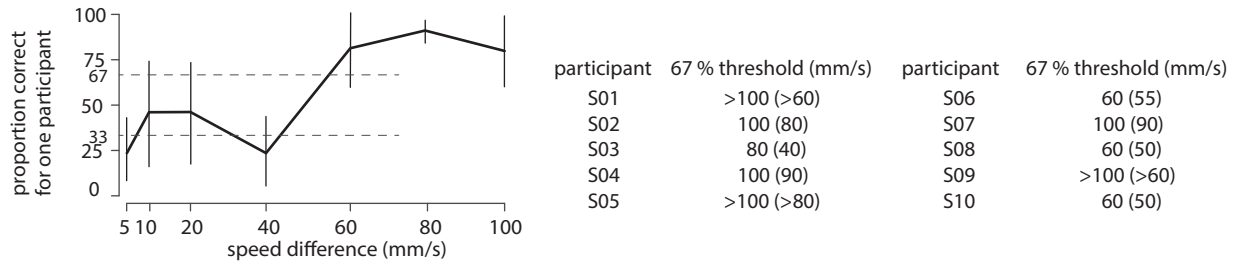 proportion correct
for one participant
100
75
67
50
33
25
0
5 10 20 40 60 80 100
speed difference (mm/s)
participant 67 % threshold (mm/s) participant 67 % threshold (mm/s)
S01 >100 (>60) S06 60 (55)
S02 100 (80) S07 100 (90)
S03 80 (40) S08 60 (50)
S04 100 (90) S09 >100 (>60)
S05 >100 (>80) S10 60 (50)